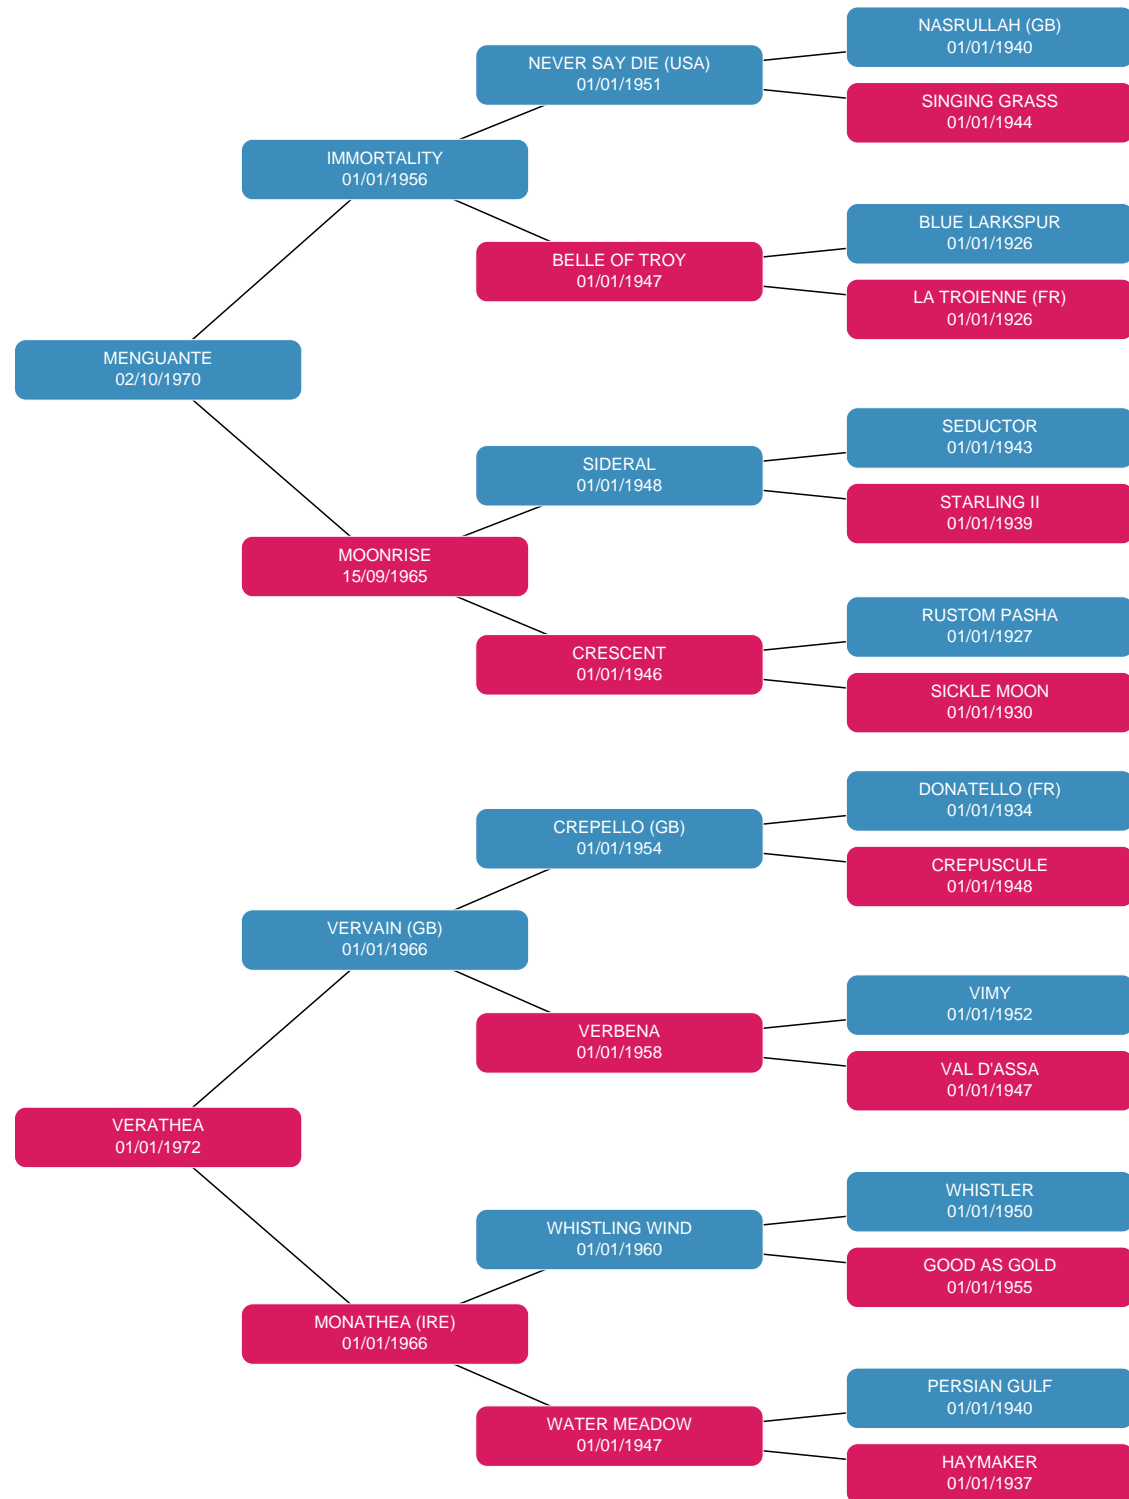 NASRULLAH (GB)
01/01/1940
NEVER SAY DIE (USA)
01/01/1951
SINGING GRASS
01/01/1944
IMMORTALITY
01/01/1956
BLUE LARKSPUR
01/01/1926
BELLE OF TROY
01/01/1947
LA TROIENNE (FR)
01/01/1926
MENGUANTE
02/10/1970
SEDUCTOR
01/01/1943
SIDERAL
01/01/1948
STARLING II
01/01/1939
MOONRISE
15/09/1965
RUSTOM PASHA
01/01/1927
CRESCENT
01/01/1946
SICKLE MOON
01/01/1930
DONATELLO (FR)
01/01/1934
CREPELLO (GB)
01/01/1954
CREPUSCULE
01/01/1948
VERVAIN (GB)
01/01/1966
VIMY
01/01/1952
VERBENA
01/01/1958
VAL D'ASSA
01/01/1947
VERATHEA
01/01/1972
WHISTLER
01/01/1950
WHISTLING WIND
01/01/1960
GOOD AS GOLD
01/01/1955
MONATHEA (IRE)
01/01/1966
PERSIAN GULF
01/01/1940
WATER MEADOW
01/01/1947
HAYMAKER
01/01/1937